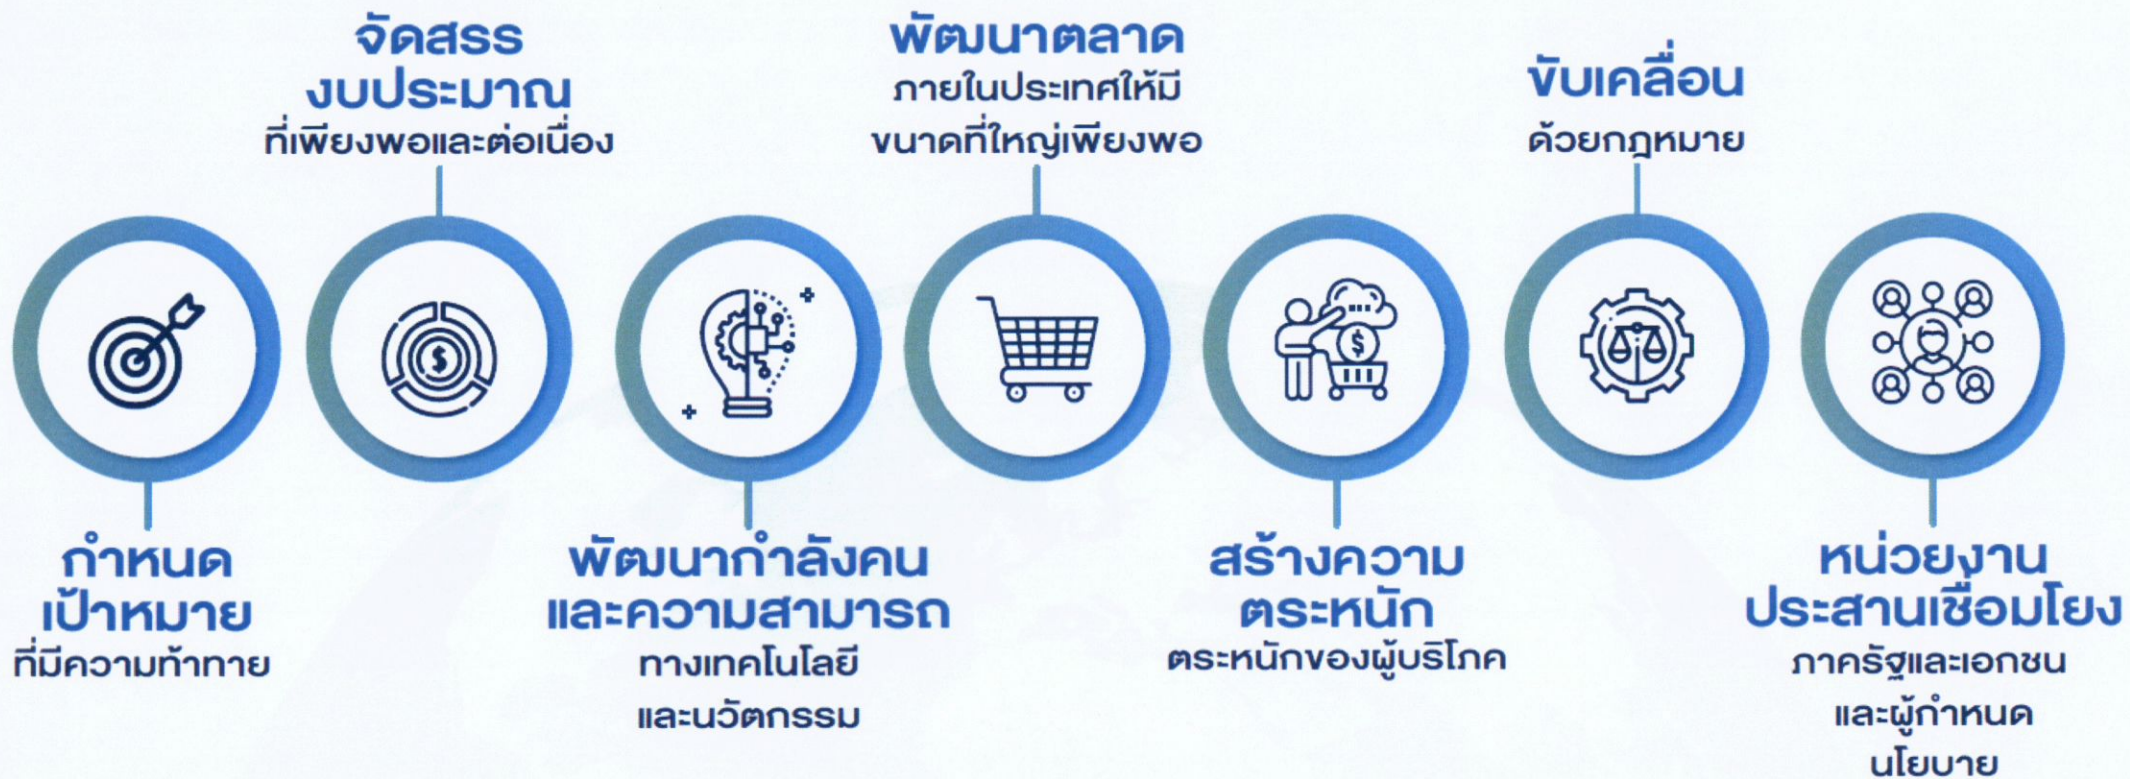 กำหนด
เป้าหมาย
ที่มีความท้าทาย
จัดสรร
งบประมาณ
ที่เพียงพอและต่อเนื่อง
พัฒนากำลังคน
และความสามารถ
ทางเทคโนโลยี
และนวัตกรรม
พัฒนาตลาด
ภายในประเทศให้มี
ขนาดที่ใหญ่เพียงพอ
สร้างความ
ตระหนัก
ตระหนักของผู้บริโภค
ขับเคลื่อน
ด้วยกฎหมาย
หน่วยงาน
ประสานเชื่อมโยง
ภาครัฐและเอกชน
และผู้กำหนด
นโยบาย